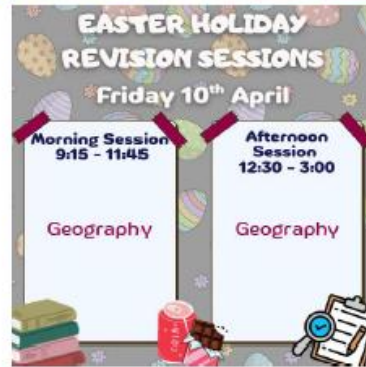 EASTER HOLIDAY
REVISION SESSIONS
Friday 10th April
Morning Session
9:15 - 11:45
Geography
Afternoon
Session
12:30 - 3:00
Geography